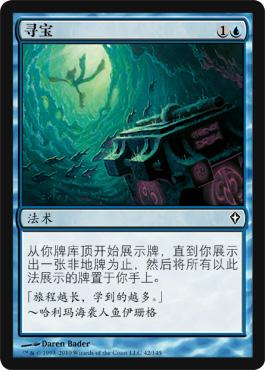 寻宝 1
法术
从你牌库顶开始展示牌，直到你展
示出一张非地牌为止，然后将所有以此
法展示的牌置于你手上。
「旅程越长，学到的越多。」
～哈利玛海袭人鱼伊珊格
Daren Bader
™ & © 1993–2010 Wizards of the Coast LLC 42/145